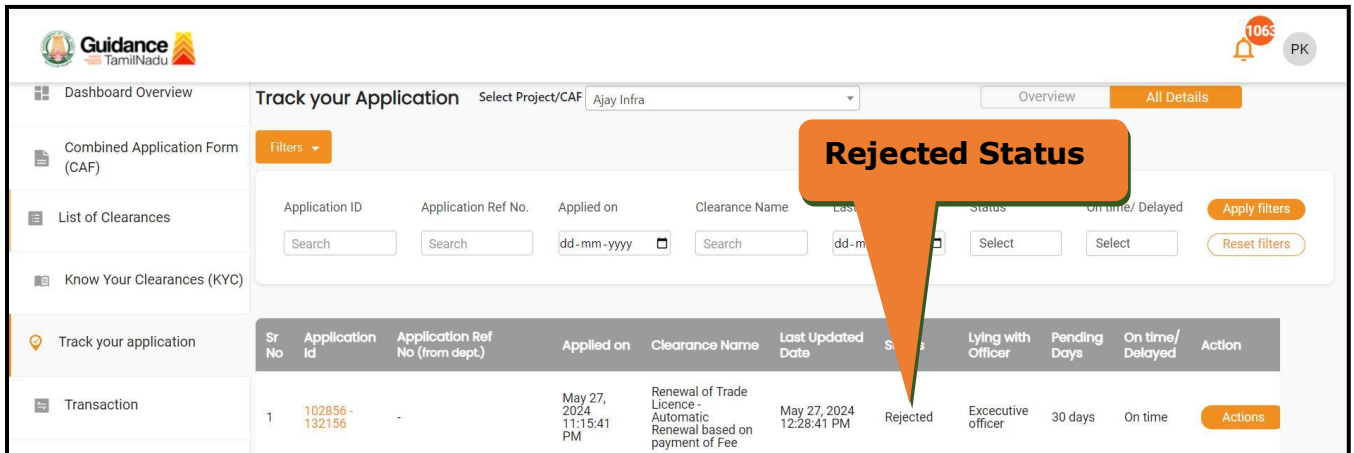 Guidance
TamilNadu
1063
PK
Dashboard Overview
Track your Application
Select Project/CAF
Ajay Infra
Overview
All Details
Combined Application Form
(CAF)
Filters
Rejected Status
List of Clearances
Application ID
Application Ref No.
Applied on
Clearance Name
Status
On time/ Delayed
Apply filters
Search
Search
dd-mm-yyyy
Search
dd-m
Select
Select
Reset filters
Know Your Clearances (KYC)
Track your application
Sr
No
Application
Id
Application Ref
No (from dept.)
Applied on
Clearance Name
Last Updated
Date
Lying with
Officer
Pending
Days
On time/
Delayed
Action
Transaction
1
102856 -
132156
-
May 27,
2024
11:15:41
PM
Renewal of Trade
Licence -
Automatic
Renewal based on
payment of Fee
May 27, 2024
12:28:41 PM
Rejected
Excecutive
officer
30 days
On time
Actions